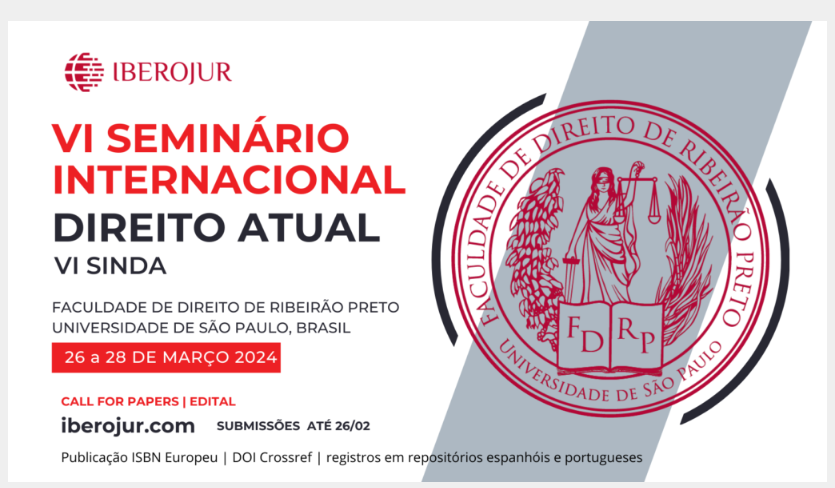 IBEROJUR
VI SEMINÁRIO
INTERNACIONAL
DIREITO ATUAL
VI SINDA
FACULDADE DE DIREITO DE RIBEIRÃO PRETO
UNIVERSIDADE DE SÃO PAULO, BRASIL
26 a 28 DE MARÇO 2024
CALL FOR PAPERS | EDITAL
iberojur.com SUBMISSÕES ATÉ 26/02
Publicação ISBN Europeu | DOI Crossref | registros em repositórios espanhóis e portugueses
FACULDADE DE DIREITO DE RIBEIRÃO PRETO
FD RP
UNIVERSIDADE DE SÃO PAULO